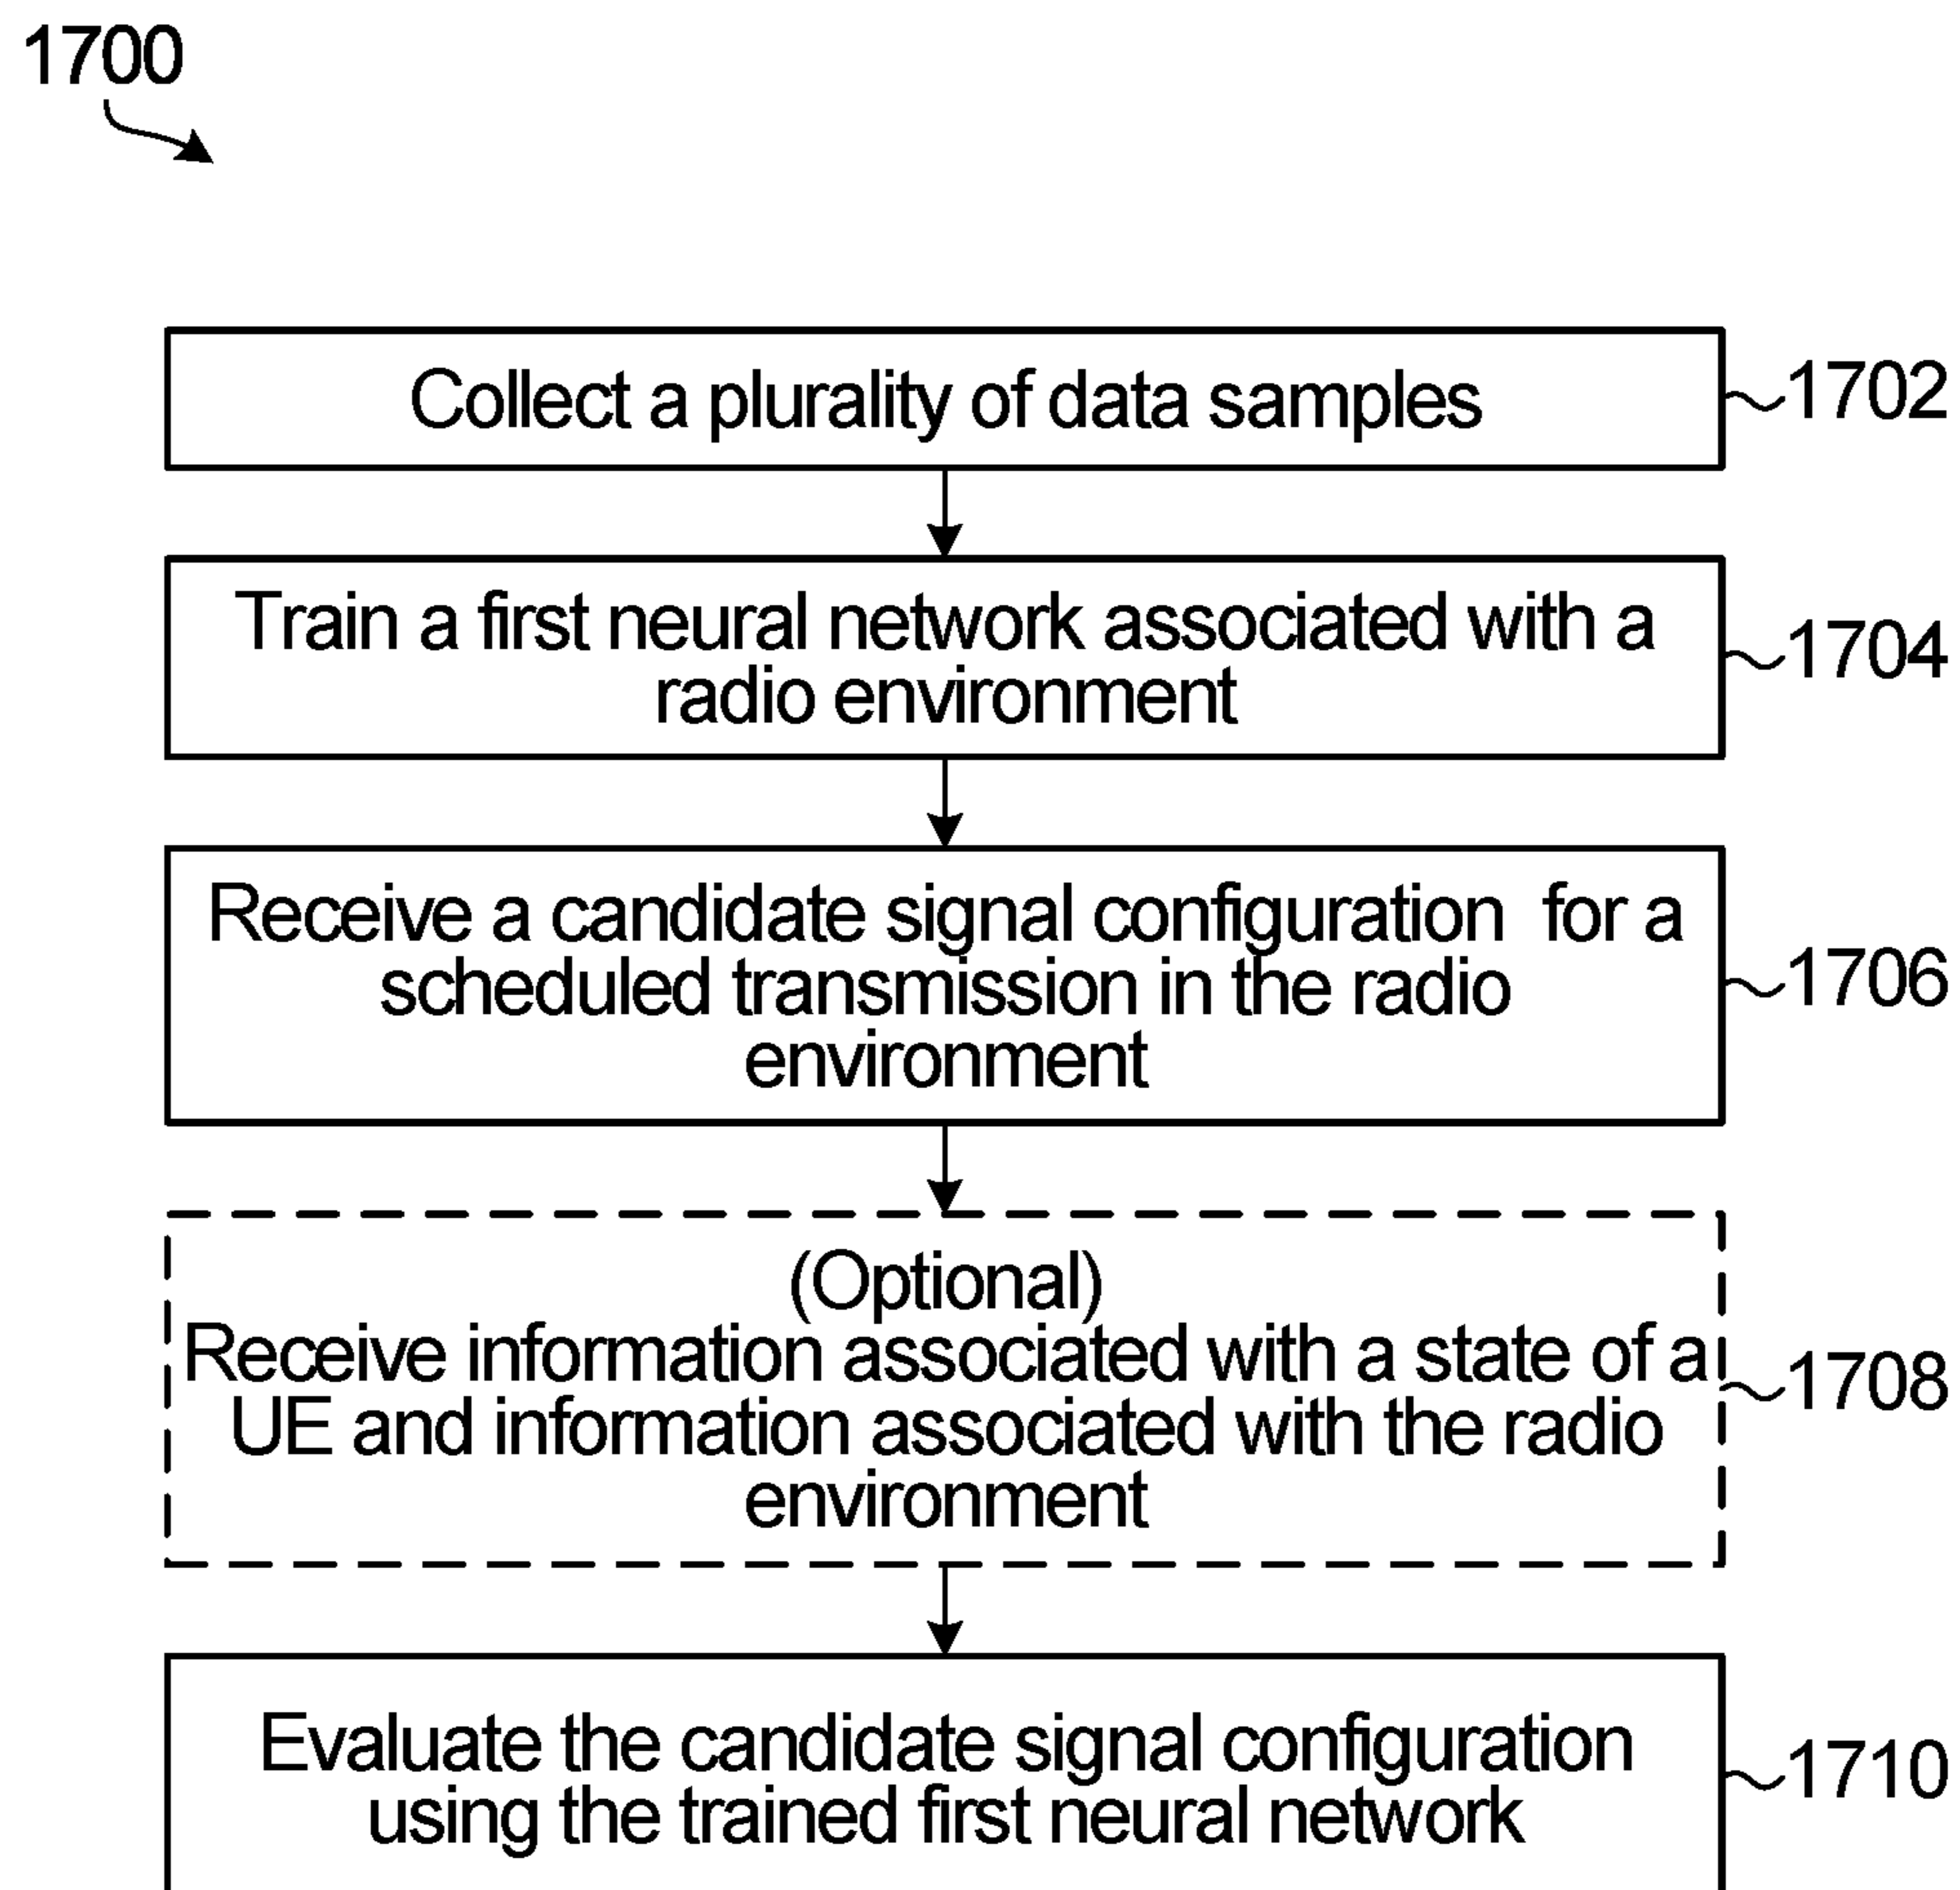 1700
Collect a plurality of data samples
1702
Train a first neural network associated with a
radio environment
1704
Receive a candidate signal configuration for a
scheduled transmission in the radio
environment
1706
(Optional)
Receive information associated with a state of a
UE and information associated with the radio
environment
1708
Evaluate the candidate signal configuration
using the trained first neural network
1710